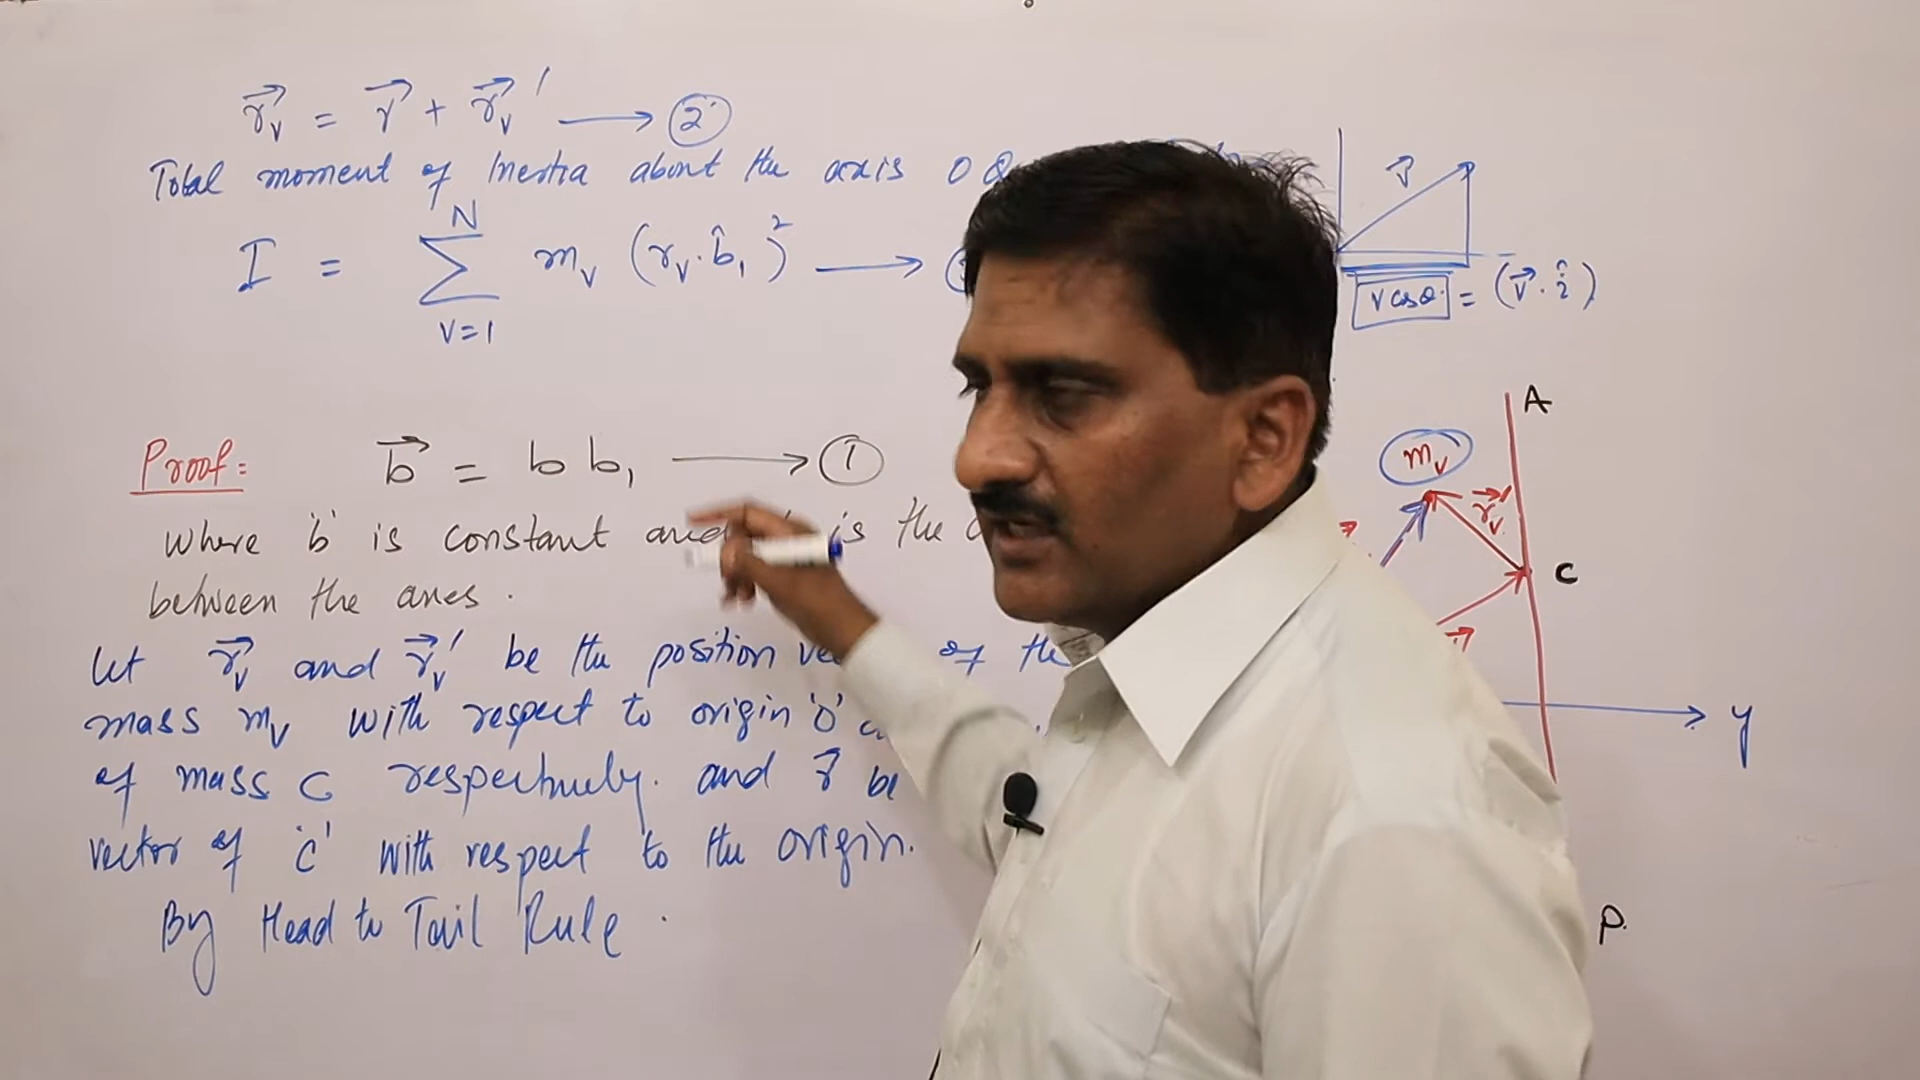 r⃗ᵥ = r⃗ + r⃗ᵥ′ ⟶ ②
Total moment of Inertia about the axis O Q
I = Σ (v=1 to N) mᵥ (rᵥ·b̂₁)² ⟶
Proof:
b⃗ = b b₁ ⟶ ①
Where 'b' is constant and is the
between the axes.
let r⃗ᵥ and r⃗ᵥ′ be the position of the
mass mᵥ with respect to origin 'O'
of mass C respectively. and r⃗ be
vector of 'c' with respect to the origin.
By Head to Tail Rule.
v⃗
v cosθ = (v⃗ · î)
A
mᵥ
r⃗ᵥ′
C
y
P.